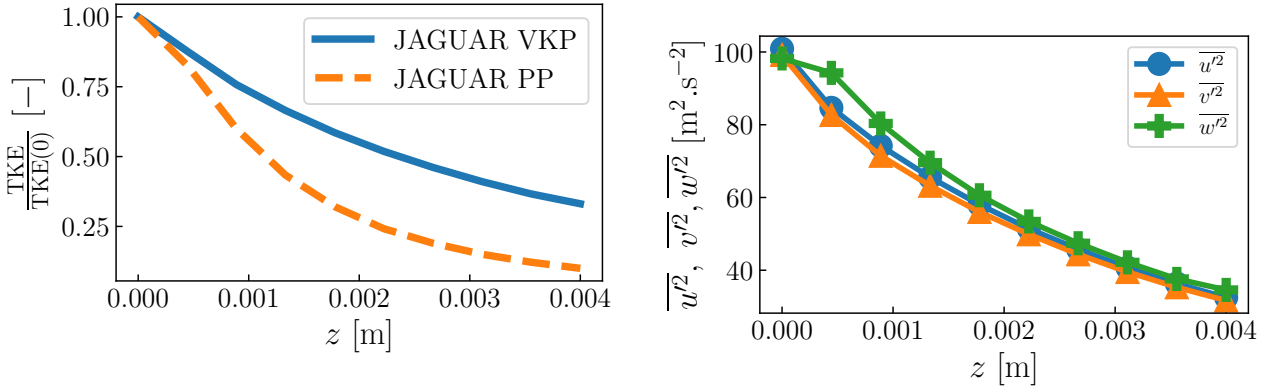 1.00
0.75
0.50
0.25
TKE
TKE(0) [−]
JAGUAR VKP
JAGUAR PP
0.000 0.001 0.002 0.003 0.004
z [m]
100
80
60
40
u′2, v′2, w′2 [m2.s−2]
u′2
v′2
w′2
0.000 0.001 0.002 0.003 0.004
z [m]